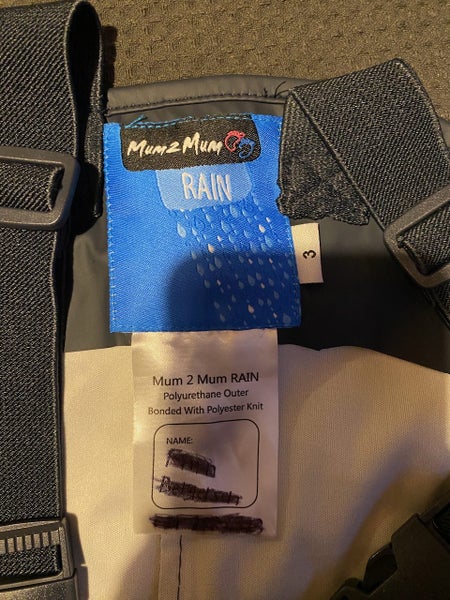 Mum2Mum
RAIN
3
Mum 2 Mum RAIN
Polyurethane Outer
Bonded With Polyester Knit
NAME: